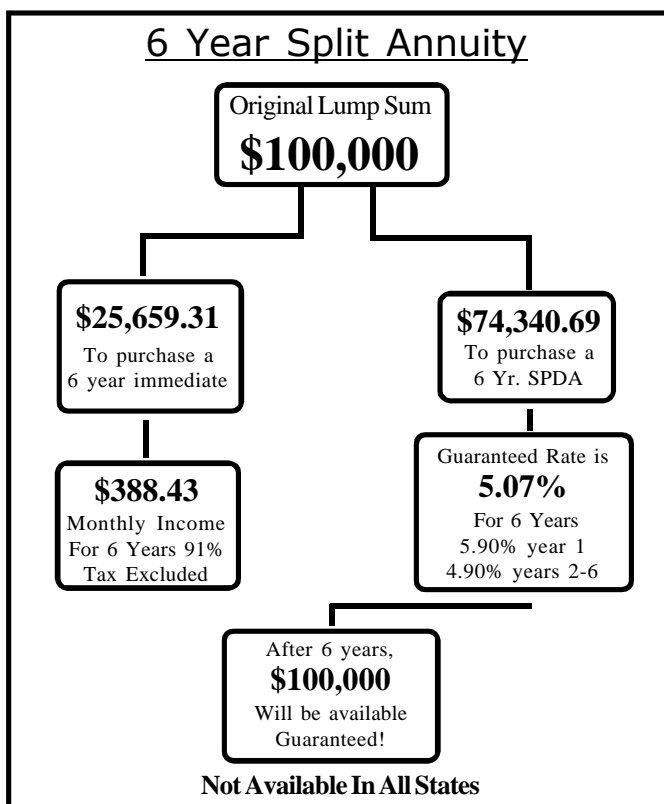 6 Year Split Annuity
Original Lump Sum
$100,000
$25,659.31
To purchase a
6 year immediate
$74,340.69
To purchase a
6 Yr. SPDA
$388.43
Monthly Income
For 6 Years 91%
Tax Excluded
Guaranteed Rate is
5.07%
For 6 Years
5.90% year 1
4.90% years 2-6
After 6 years,
$100,000
Will be available
Guaranteed!
Not Available In All States